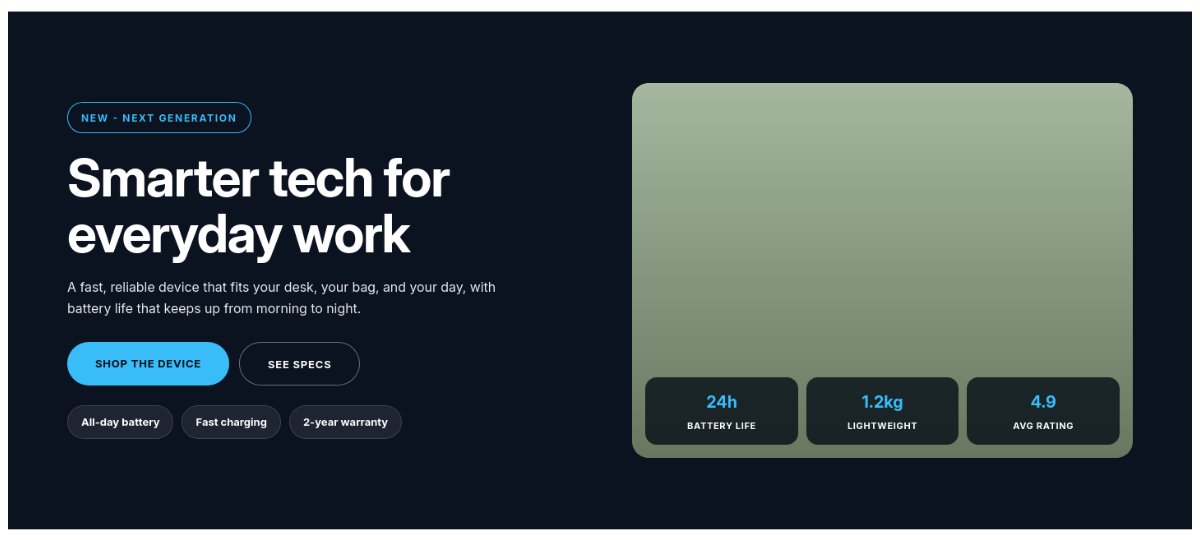 NEW - NEXT GENERATION
Smarter tech for
everyday work
A fast, reliable device that fits your desk, your bag, and your day, with
battery life that keeps up from morning to night.
SHOP THE DEVICE
SEE SPECS
All-day battery
Fast charging
2-year warranty
24h
BATTERY LIFE
1.2kg
LIGHTWEIGHT
4.9
AVG RATING